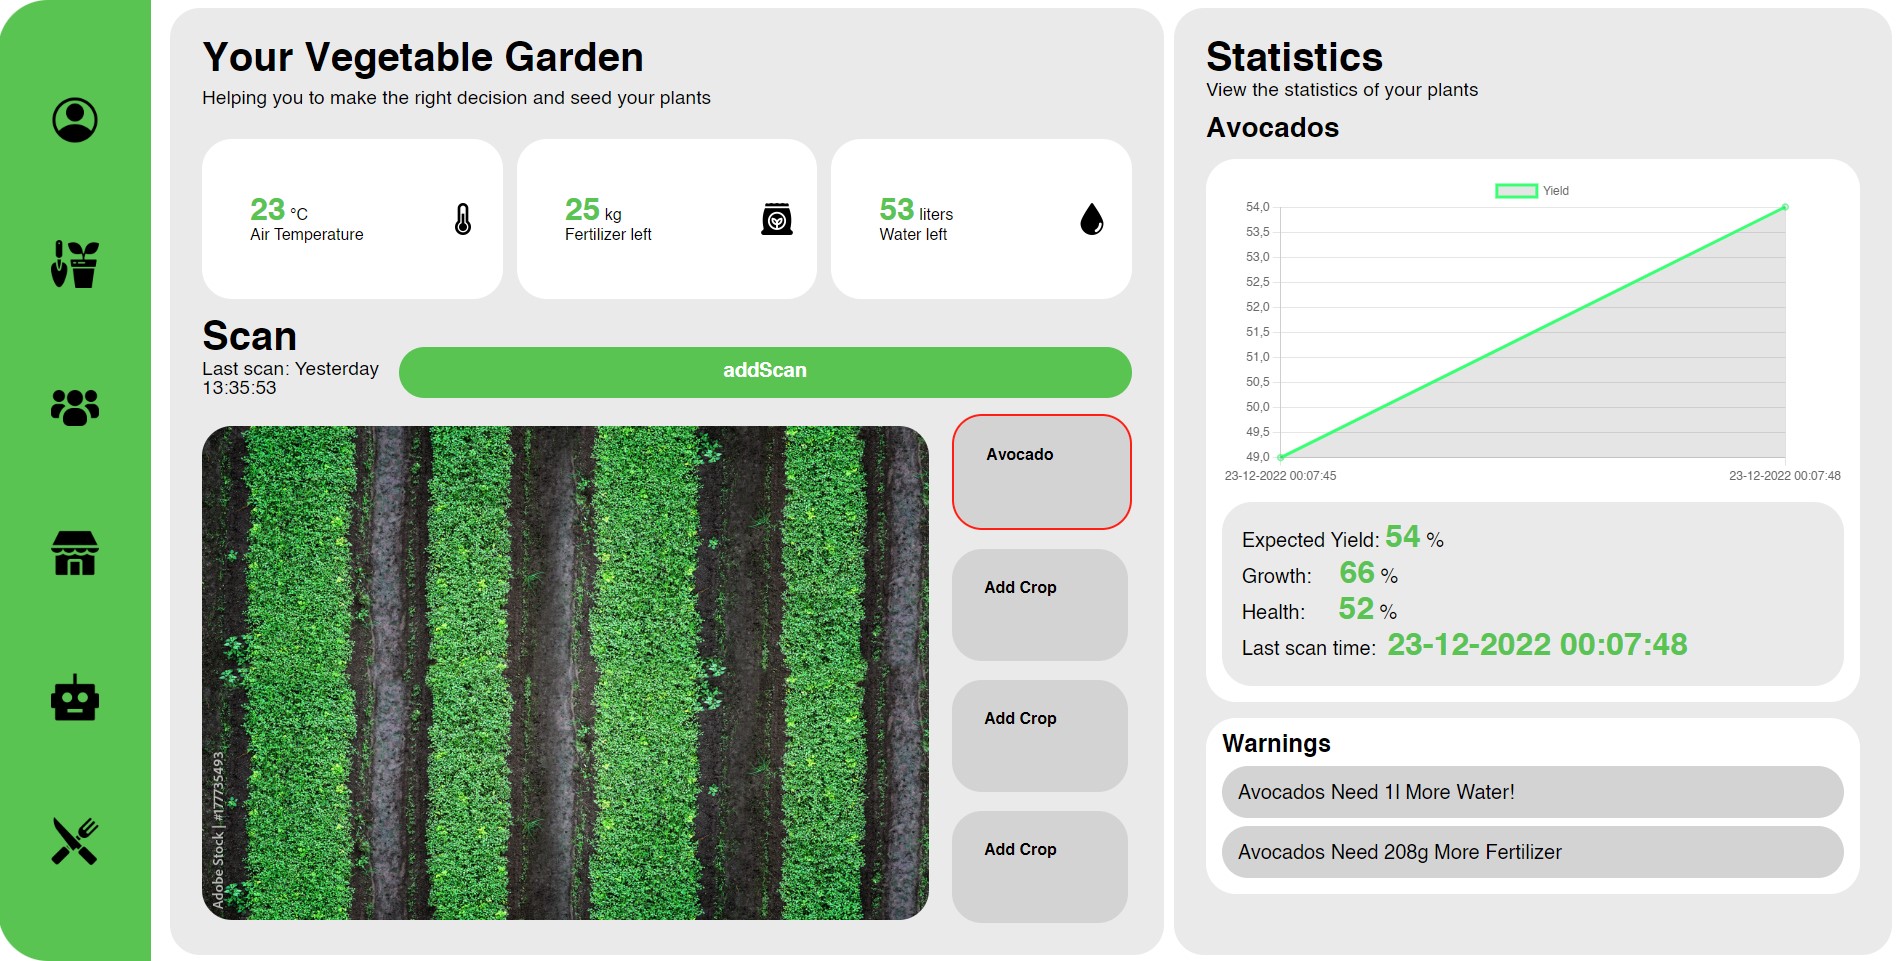 Your Vegetable Garden
Helping you to make the right decision and seed your plants
23 °C
Air Temperature
25 kg
Fertilizer left
53 liters
Water left
Scan
Last scan: Yesterday
13:35:53
addScan
Adobe Stock | #177735493
Avocado
Add Crop
Add Crop
Add Crop
Statistics
View the statistics of your plants
Avocados
Yield
54,0
53,5
53,0
52,5
52,0
51,5
51,0
50,5
50,0
49,5
49,0
23-12-2022 00:07:45
23-12-2022 00:07:48
Expected Yield: 54 %
Growth: 66 %
Health: 52 %
Last scan time: 23-12-2022 00:07:48
Warnings
Avocados Need 1l More Water!
Avocados Need 208g More Fertilizer